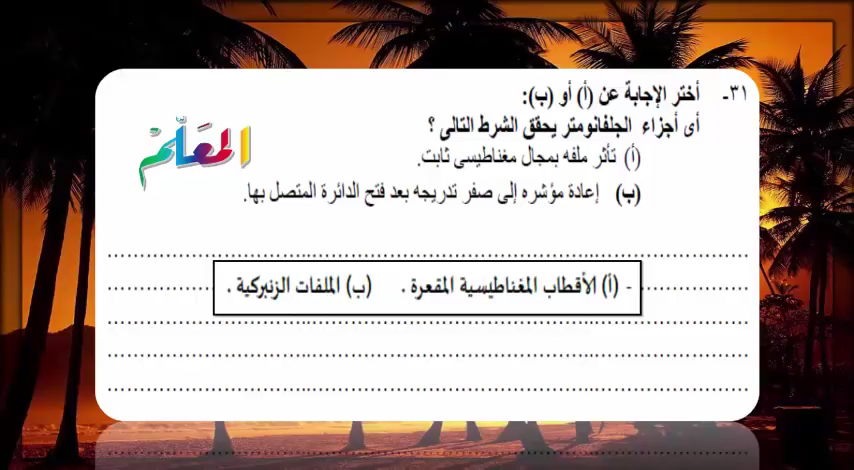 ٣١- أختر الإجابة عن (أ) أو (ب):
أى أجزاء الجلفانومتر يحقق الشرط التالى ؟
المعَلّمْ
(أ) تأثر ملفه بمجال مغناطيسى ثابت.
(ب) إعادة مؤشره إلى صفر تدريجه بعد فتح الدائرة المتصل بها.
- (أ) الأقطاب المغناطيسية المقعرة . (ب) الملفات الزنبركية .